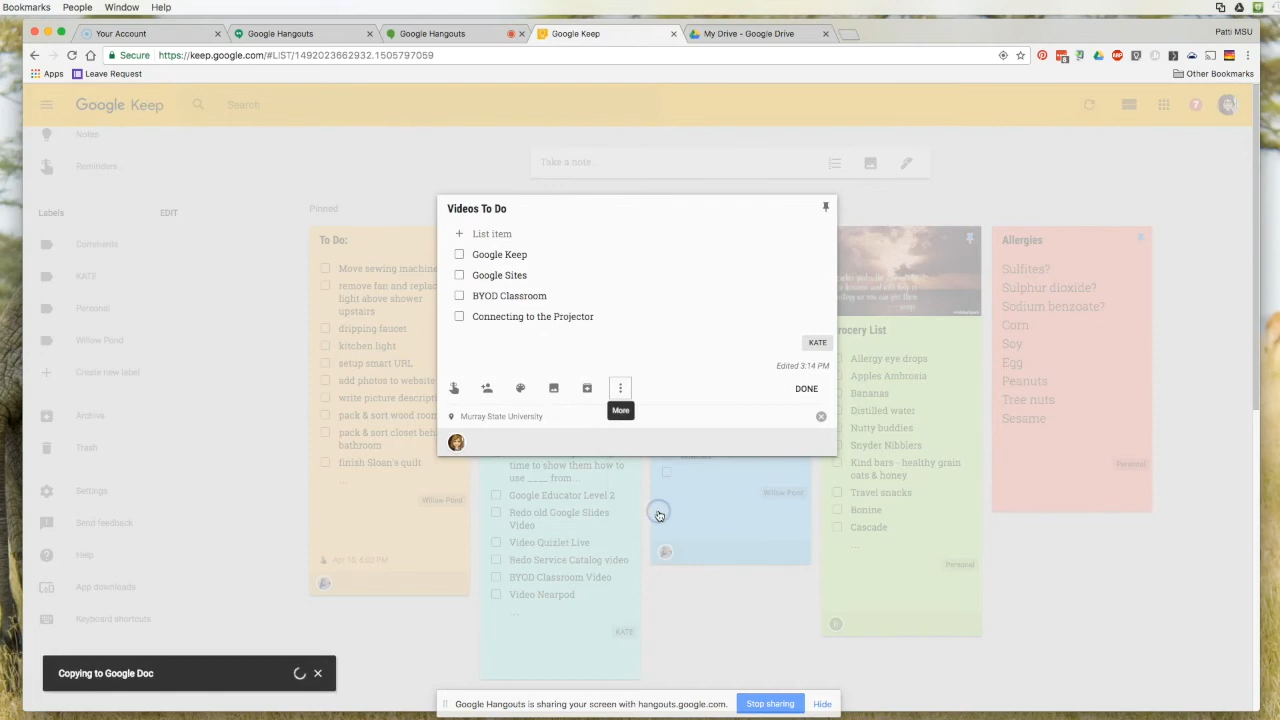 Bookmarks People Window Help
Your Account
Google Hangouts
Google Hangouts
Google Keep
My Drive - Google Drive
Patti MSU
Secure
https://keep.google.com/#LIST/1492023662932.1505797059
Apps
Leave Request
Other Bookmarks
Google Keep
Search
7
Notes
Reminders
Labels
EDIT
Comments
KATE
Personal
Willow Pond
Create new label
Archive
Trash
Settings
Send feedback
Help
App downloads
Keyboard shortcuts
Take a note...
Pinned
To Do:
Move sewing machine
remove fan and replac
light above shower
upstairs
dripping faucet
kitchen light
setup smart URL
add photos to website
write picture descripti
pack & sort wood room
pack & sort closet beh
bathroom
finish Sloan's quilt
...
Willow Pond
Apr 15, 6:03 PM
Videos To Do
+ List item
Google Keep
Google Sites
BYOD Classroom
Connecting to the Projector
KATE
Edited 3:14 PM
DONE
More
Murray State University
time to show them how to
use ____ from...
Google Educator Level 2
Redo old Google Slides
Video
Video Quizlet Live
Redo Service Catalog video
BYOD Classroom Video
Video Nearpod
...
KATE
Willow Pond
rocery List
Allergy eye drops
Apples Ambrosia
Bananas
Distilled water
Nutty buddies
Snyder Nibblers
Kind bars - healthy grain
oats & honey
Travel snacks
Bonine
Cascade
...
Personal
Allergies
Sulfites?
Sulphur dioxide?
Sodium benzoate?
Corn
Soy
Egg
Peanuts
Tree nuts
Sesame
Personal
Copying to Google Doc
Google Hangouts is sharing your screen with hangouts.google.com.
Stop sharing
Hide